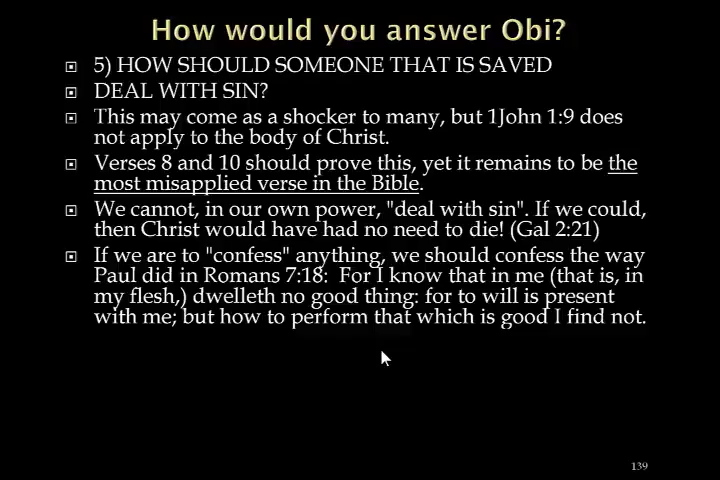 How would you answer Obi?
5) HOW SHOULD SOMEONE THAT IS SAVED
DEAL WITH SIN?
This may come as a shocker to many, but 1John 1:9 does
not apply to the body of Christ.
Verses 8 and 10 should prove this, yet it remains to be the
most misapplied verse in the Bible.
We cannot, in our own power, "deal with sin". If we could,
then Christ would have had no need to die! (Gal 2:21)
If we are to "confess" anything, we should confess the way
Paul did in Romans 7:18:  For I know that in me (that is, in
my flesh,) dwelleth no good thing: for to will is present
with me; but how to perform that which is good I find not.
139